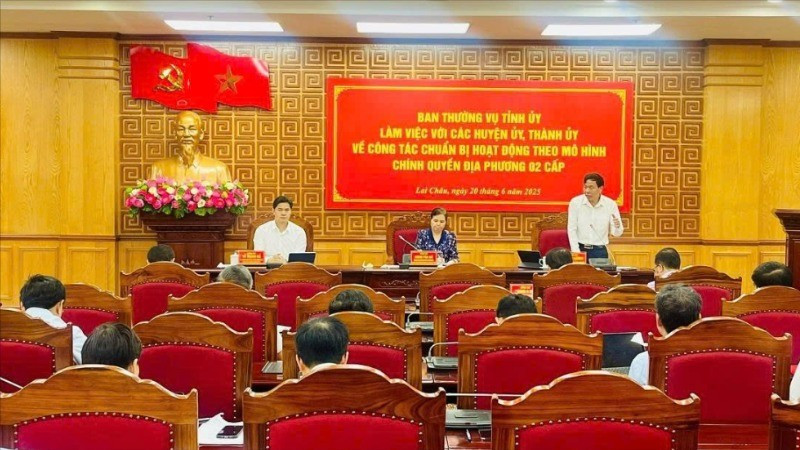 BAN THƯỜNG VỤ TỈNH ỦY
LÀM VIỆC VỚI CÁC HUYỆN ỦY, THÀNH ỦY
VỀ CÔNG TÁC CHUẨN BỊ HOẠT ĐỘNG THEO MÔ HÌNH
CHÍNH QUYỀN ĐỊA PHƯƠNG 02 CẤP
Lai Châu, ngày 20 tháng 6 năm 2025